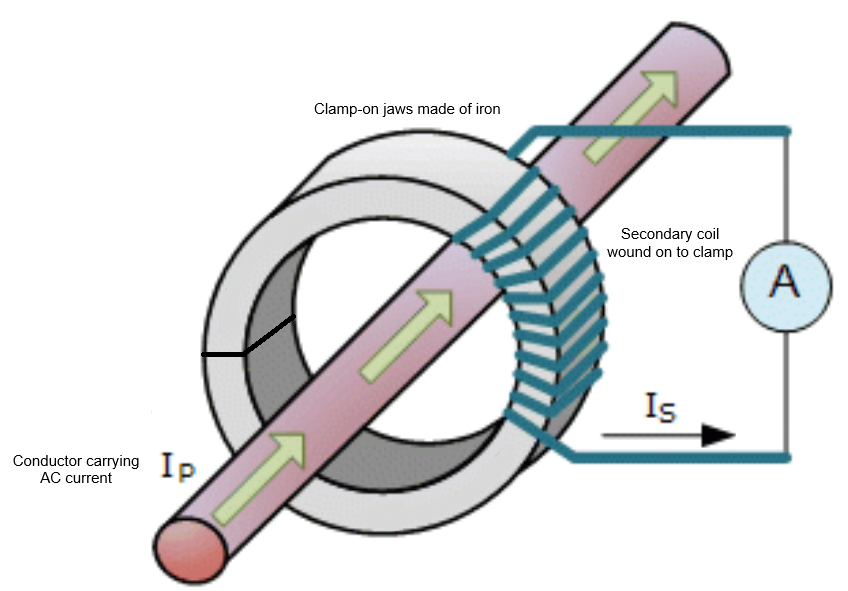 Clamp-on jaws made of iron
Secondary coil
wound on to clamp
A
Is
Conductor carrying
AC current
Ip